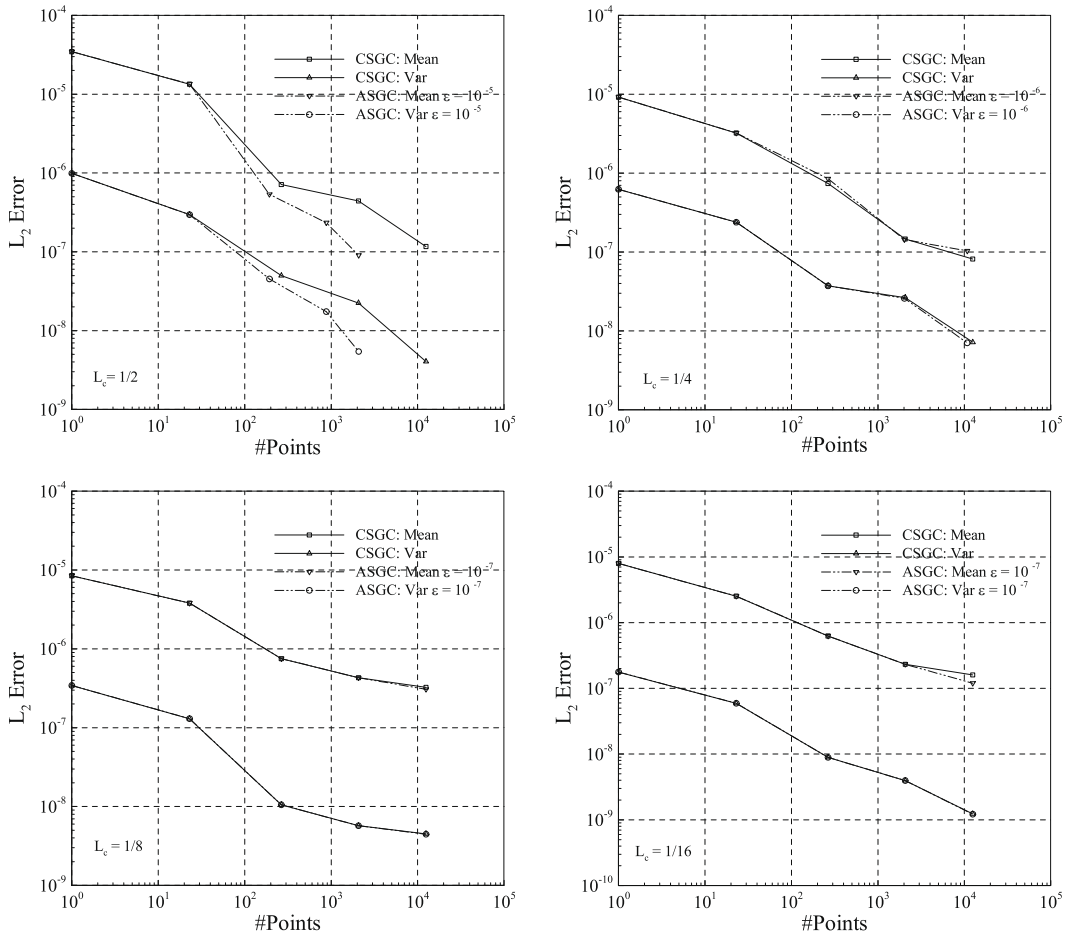 10^-4
10^-5
10^-6
10^-7
10^-8
10^-9
L_2 Error
CSGC: Mean
CSGC: Var
ASGC: Mean ε = 10^-5
ASGC: Var ε = 10^-5
L_c = 1/2
10^0 10^1 10^2 10^3 10^4 10^5
#Points
10^-4
10^-5
10^-6
10^-7
10^-8
10^-9
L_2 Error
CSGC: Mean
CSGC: Var
ASGC: Mean ε = 10^-6
ASGC: Var ε = 10^-6
L_c = 1/4
10^0 10^1 10^2 10^3 10^4 10^5
#Points
10^-4
10^-5
10^-6
10^-7
10^-8
10^-9
L_2 Error
CSGC: Mean
CSGC: Var
ASGC: Mean ε = 10^-7
ASGC: Var ε = 10^-7
L_c = 1/8
10^0 10^1 10^2 10^3 10^4 10^5
#Points
10^-4
10^-5
10^-6
10^-7
10^-8
10^-9
10^-10
L_2 Error
CSGC: Mean
CSGC: Var
ASGC: Mean ε = 10^-7
ASGC: Var ε = 10^-7
L_c = 1/16
10^0 10^1 10^2 10^3 10^4 10^5
#Points